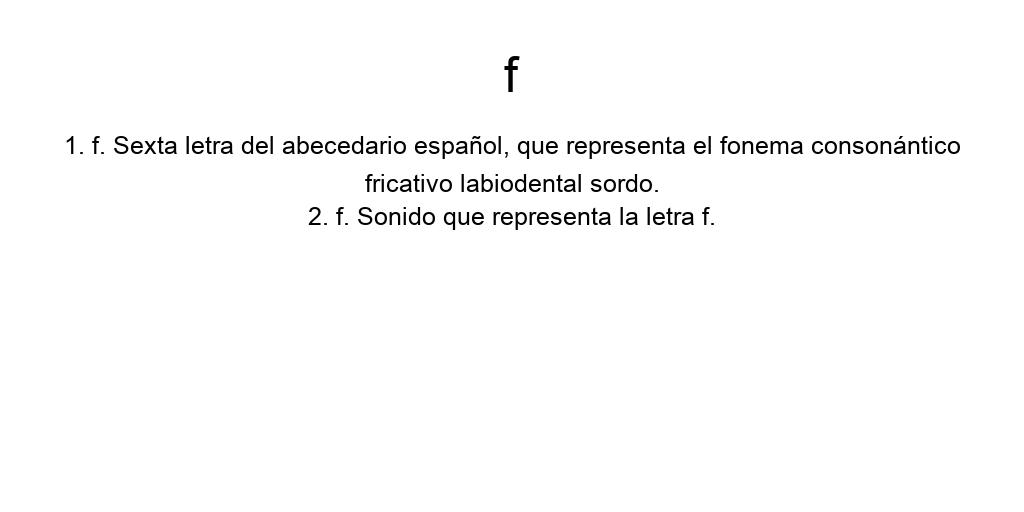 f
1. f. Sexta letra del abecedario español, que representa el fonema consonántico
fricativo labiodental sordo.
2. f. Sonido que representa la letra f.